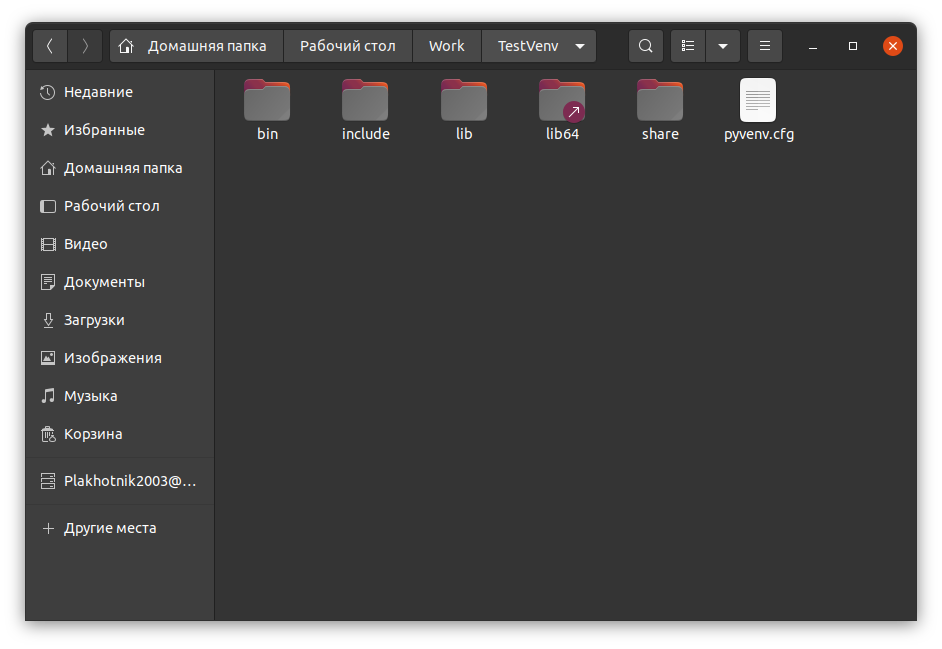 Домашняя папка
Рабочий стол
Work
TestVenv
Недавние
Избранные
Домашняя папка
Рабочий стол
Видео
Документы
Загрузки
Изображения
Музыка
Корзина
Plakhotnik2003@...
Другие места
bin
include
lib
lib64
share
pyvenv.cfg